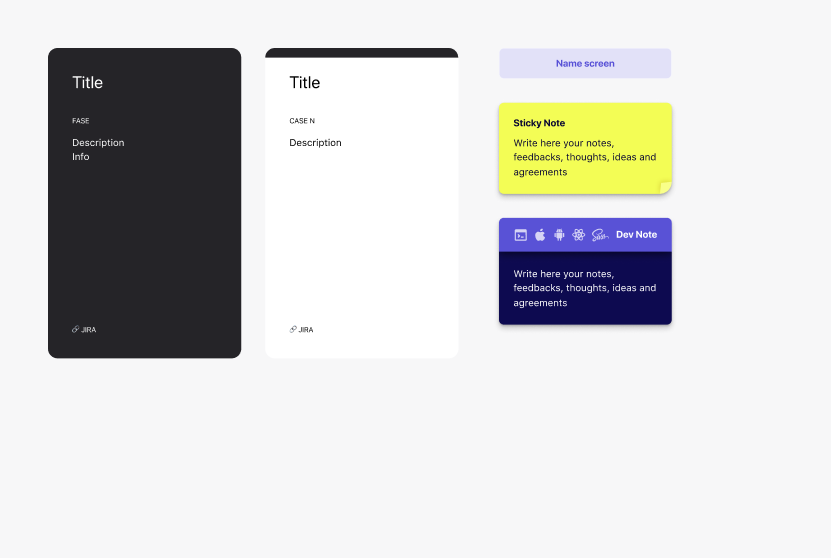 Title
FASE
Description
Info
🔗 JIRA
Title
CASE N
Description
🔗 JIRA
Name screen
Sticky Note
Write here your notes,
feedbacks, thoughts, ideas and
agreements
Dev Note
Write here your notes,
feedbacks, thoughts, ideas and
agreements